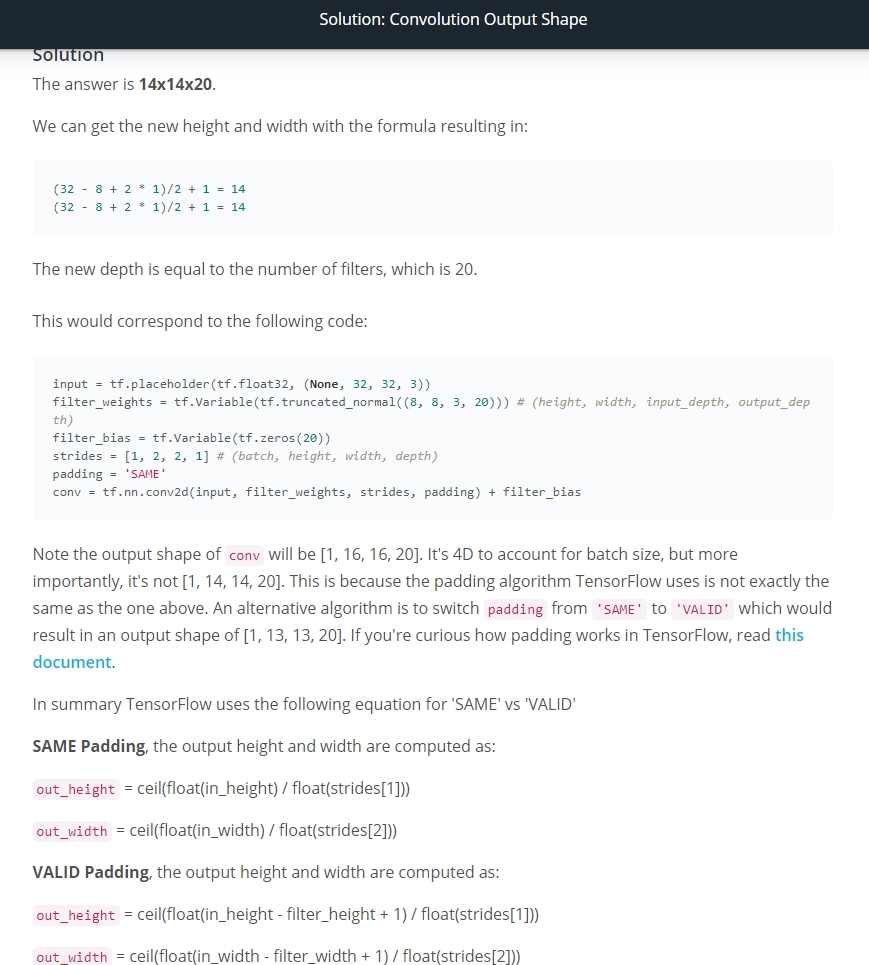 Solution: Convolution Output Shape
Solution
The answer is 14x14x20.
We can get the new height and width with the formula resulting in:
(32 - 8 + 2 * 1)/2 + 1 = 14
(32 - 8 + 2 * 1)/2 + 1 = 14
The new depth is equal to the number of filters, which is 20.
This would correspond to the following code:
input = tf.placeholder(tf.float32, (None, 32, 32, 3))
filter_weights = tf.Variable(tf.truncated_normal((8, 8, 3, 20))) # (height, width, input_depth, output_dep
th)
filter_bias = tf.Variable(tf.zeros(20))
strides = [1, 2, 2, 1] # (batch, height, width, depth)
padding = 'SAME'
conv = tf.nn.conv2d(input, filter_weights, strides, padding) + filter_bias
Note the output shape of conv will be [1, 16, 16, 20]. It's 4D to account for batch size, but more
importantly, it's not [1, 14, 14, 20]. This is because the padding algorithm TensorFlow uses is not exactly the
same as the one above. An alternative algorithm is to switch padding from 'SAME' to 'VALID' which would
result in an output shape of [1, 13, 13, 20]. If you're curious how padding works in TensorFlow, read this
document.
In summary TensorFlow uses the following equation for 'SAME' vs 'VALID'
SAME Padding, the output height and width are computed as:
out_height = ceil(float(in_height) / float(strides[1]))
out_width = ceil(float(in_width) / float(strides[2]))
VALID Padding, the output height and width are computed as:
out_height = ceil(float(in_height - filter_height + 1) / float(strides[1]))
out_width = ceil(float(in_width - filter_width + 1) / float(strides[2]))